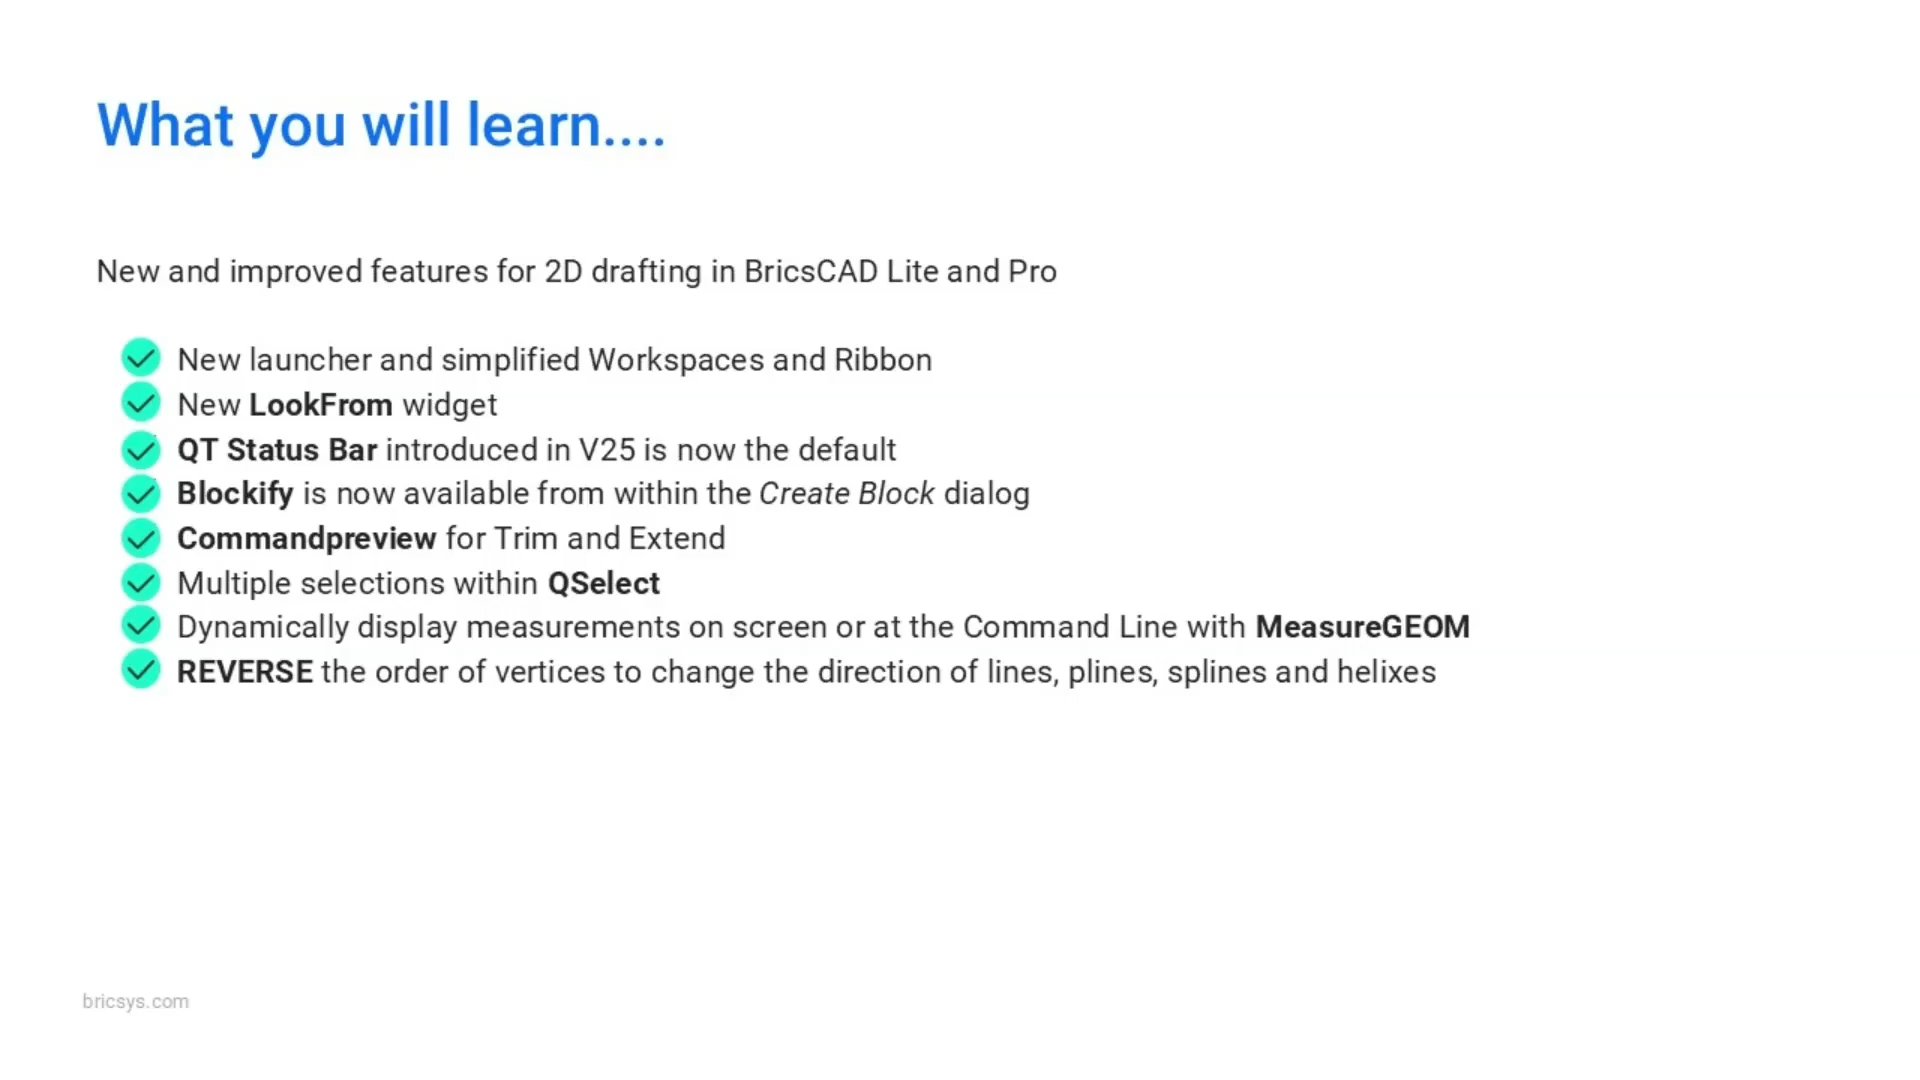 What you will learn....
New and improved features for 2D drafting in BricsCAD Lite and Pro
New launcher and simplified Workspaces and Ribbon
New LookFrom widget
QT Status Bar introduced in V25 is now the default
Blockify is now available from within the Create Block dialog
Commandpreview for Trim and Extend
Multiple selections within QSelect
Dynamically display measurements on screen or at the Command Line with MeasureGEOM
REVERSE the order of vertices to change the direction of lines, plines, splines and helixes
bricsys.com